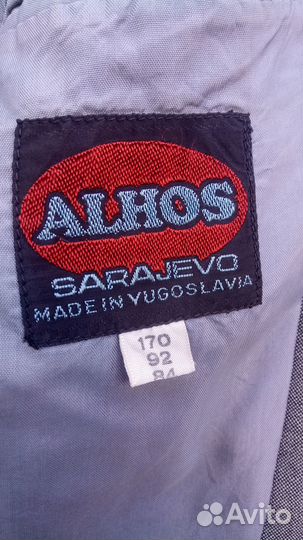 ALHOS
SARAJEVO
MADE IN YUGOSLAVIA
170
92
84
Avito